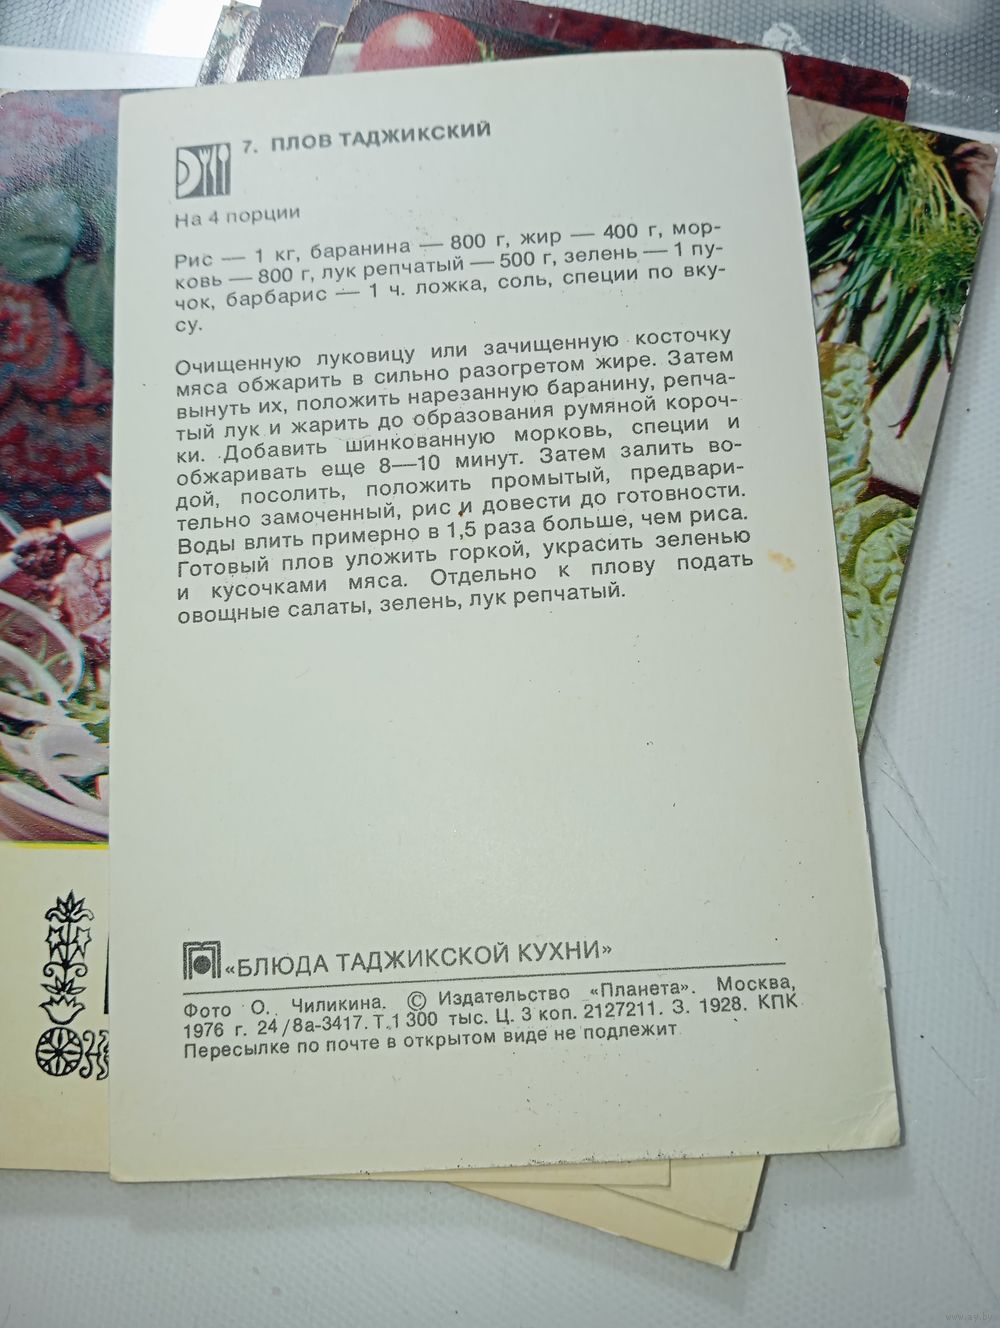 7. ПЛОВ ТАДЖИКСКИЙ
На 4 порции
Рис — 1 кг, баранина — 800 г, жир — 400 г, мор-
ковь — 800 г, лук репчатый — 500 г, зелень — 1 пу-
чок, барбарис — 1 ч. ложка, соль, специи по вку-
су.
Очищенную луковицу или зачищенную косточку
мяса обжарить в сильно разогретом жире. Затем
вынуть их, положить нарезанную баранину, репча-
тый лук и жарить до образования румяной короч-
ки. Добавить шинкованную морковь, специи и
обжаривать еще 8—10 минут. Затем залить во-
дой, посолить, положить промытый, предвари-
тельно замоченный, рис и довести до готовности.
Воды влить примерно в 1,5 раза больше, чем риса.
Готовый плов уложить горкой, украсить зеленью
и кусочками мяса. Отдельно к плову подать
овощные салаты, зелень, лук репчатый.
«БЛЮДА ТАДЖИКСКОЙ КУХНИ»
Фото О. Чиликина. © Издательство «Планета». Москва,
1976 г. 24/8а-3417. Т. 1 300 тыс. Ц. 3 коп. 2127211. З. 1928. КПК
Пересылке по почте в открытом виде не подлежит
www.ay.by